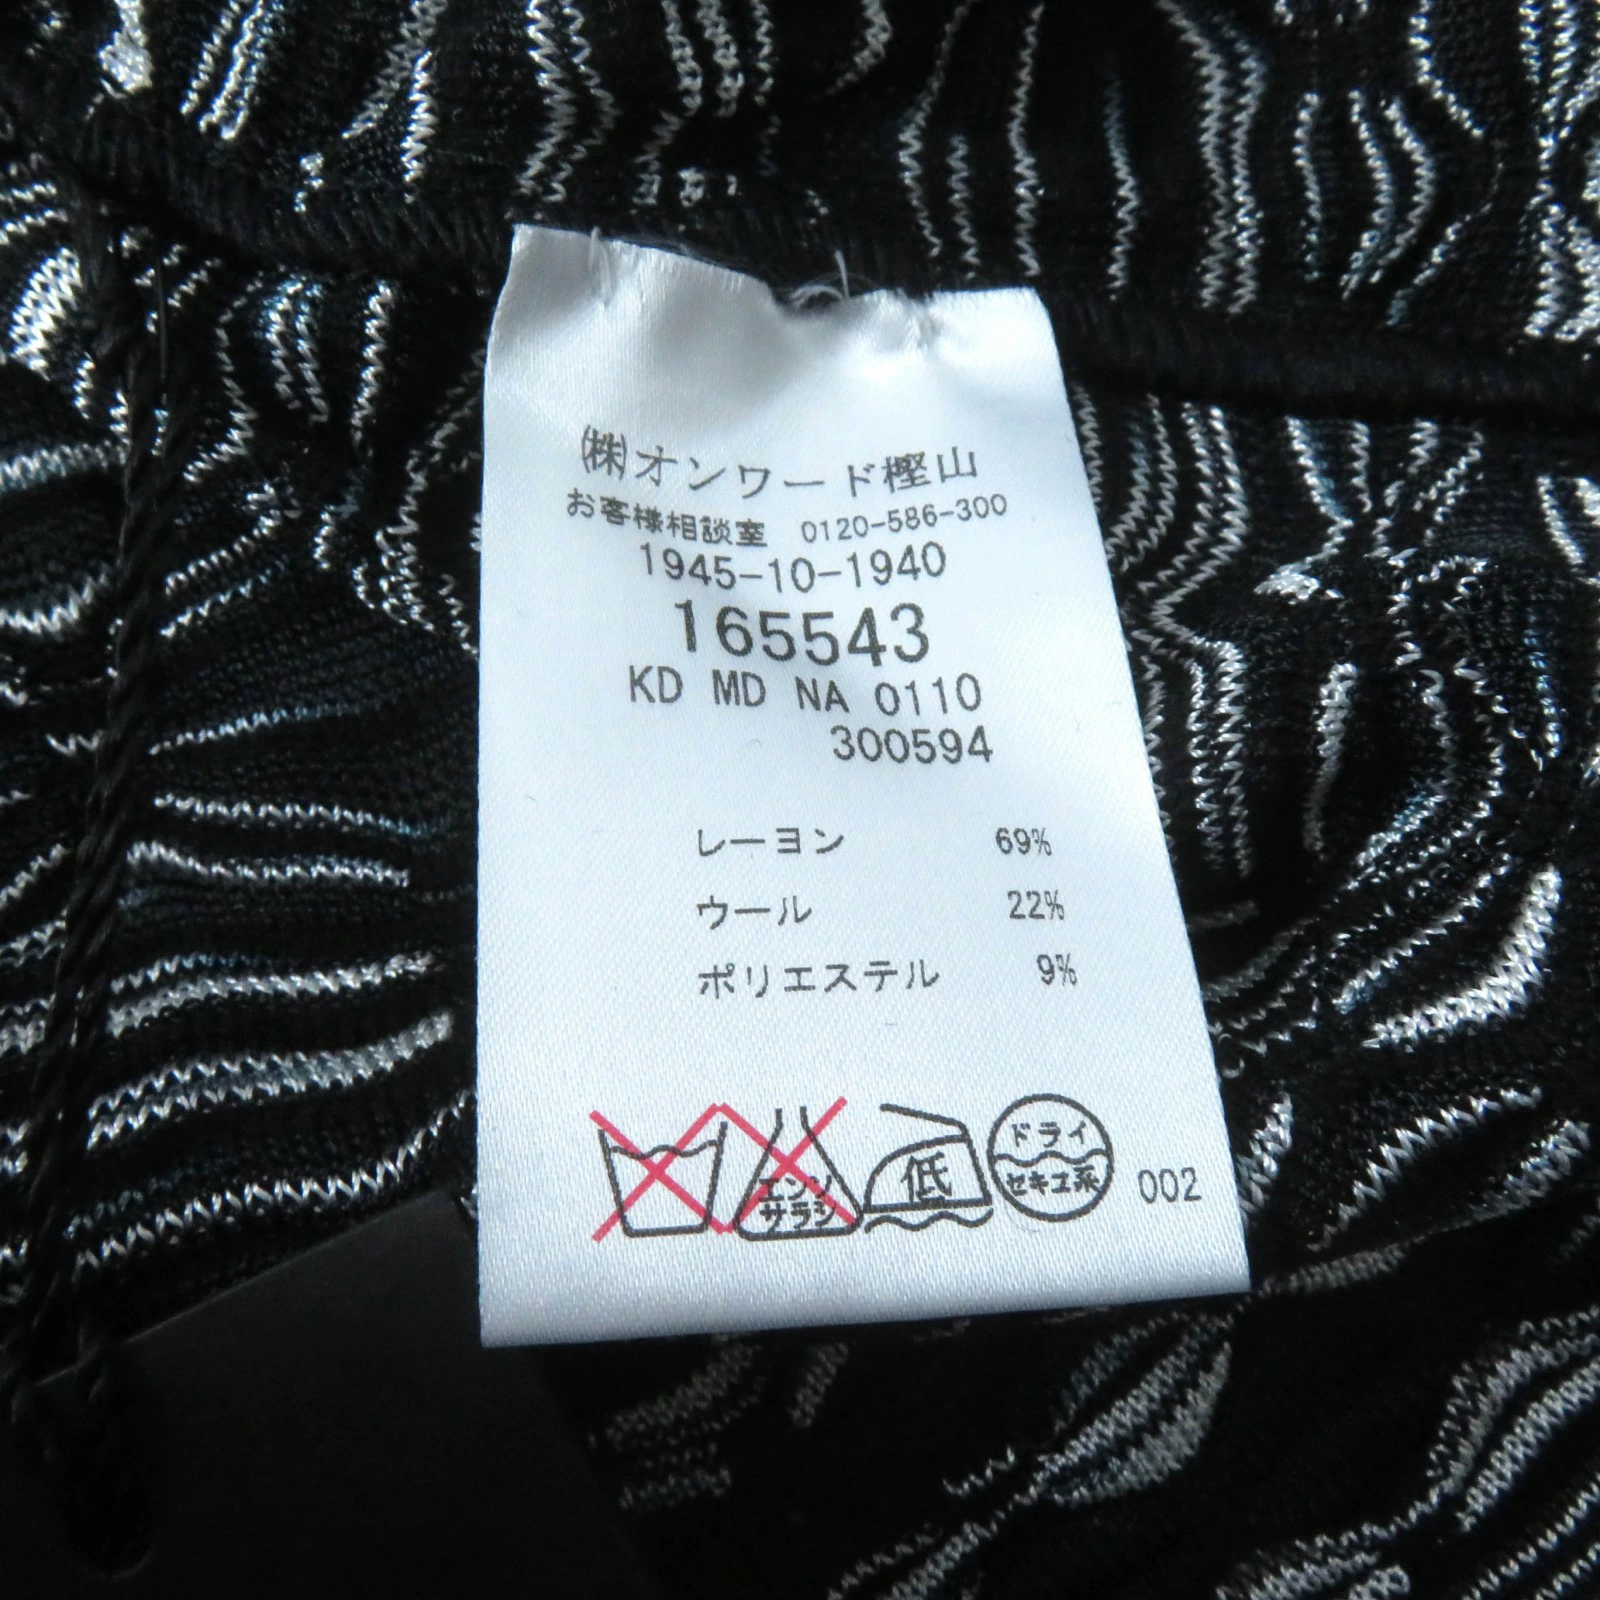 ㈱オンワード樫山
お客様相談室 0120-586-300
1945-10-1940
165543
KD MD NA 0110
300594
レーヨン 69%
ウール 22%
ポリエステル 9%
エンソ
サラシ
低
ドライ
セキユ系
002